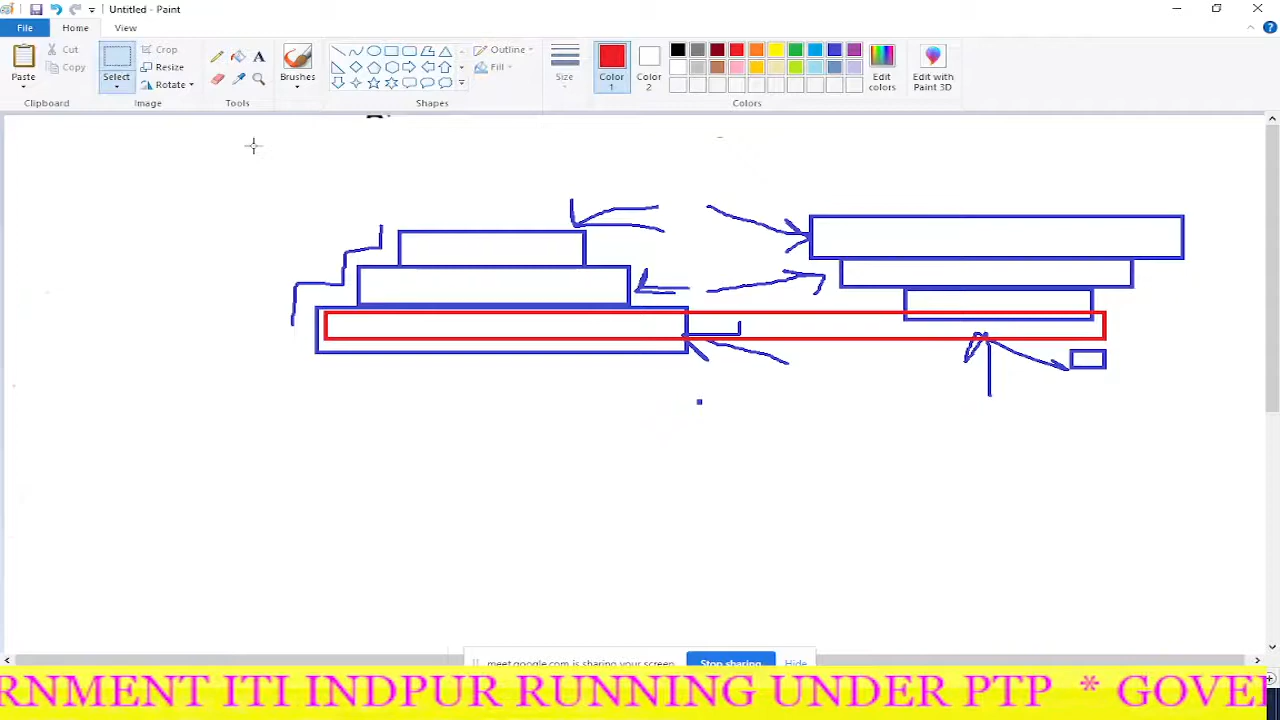 Untitled - Paint
File Home View
Paste
Cut
Copy
Clipboard
Select
Crop
Resize
Rotate
Image
Tools
Brushes
Outline
Fill
Shapes
Size
Color 1
Color 2
Edit colors
Colors
Edit with Paint 3D
meet.google.com is sharing your screen. Stop sharing Hide
RNMENT ITI INDPUR RUNNING UNDER PTP * GOVE